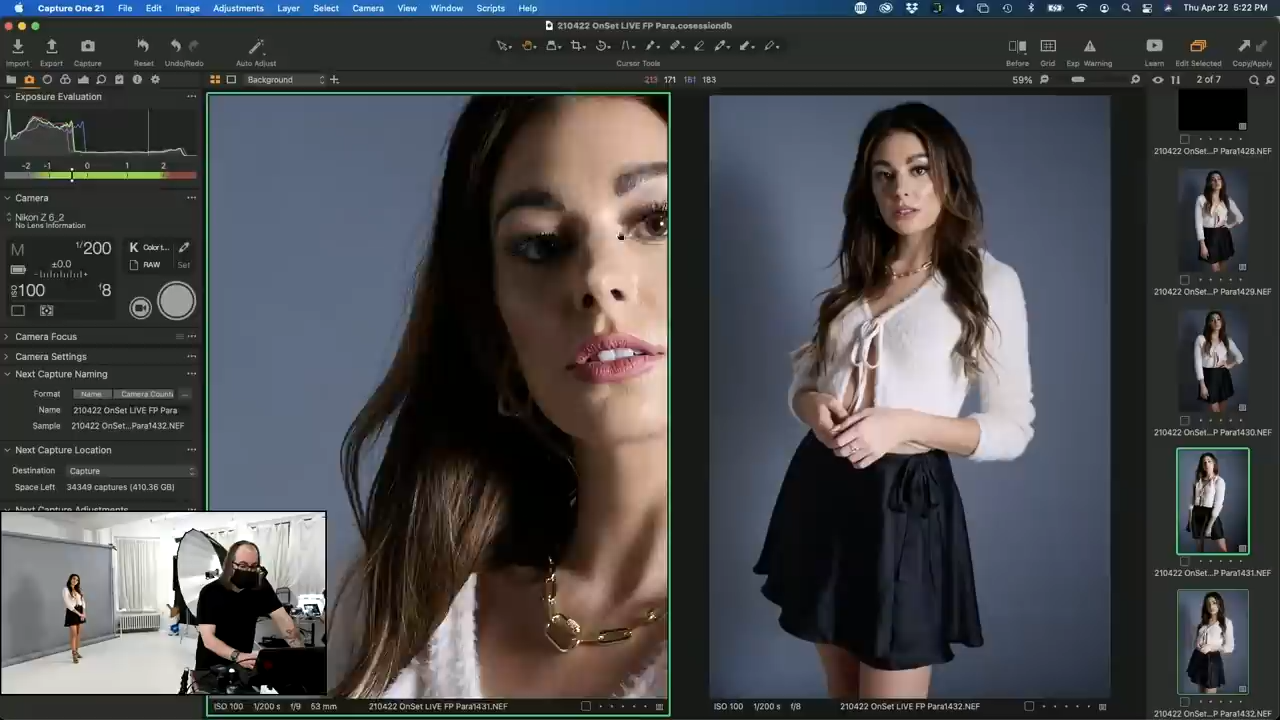 Capture One 21 File Edit Image Adjustments Layer Select Camera View Window Scripts Help Thu Apr 22 5:22 PM
210422 OnSet LIVE FP Para.cosessiondb
Import Export Capture Reset Undo/Redo Auto Adjust Cursor Tools Before Grid Exp. Warning Learn Edit Selected Copy/Apply
Background 213 171 181 183 59% 2 of 7
Exposure Evaluation
-2 -1 0 1 2
Camera
Nikon Z 6_2
No Lens Information
M 1/200 K Color t...
±0.0 RAW Set
ISO 100 f8
Camera Focus
Camera Settings
Next Capture Naming
Format Name Camera Count
Name 210422 OnSet LIVE FP Para
Sample 210422 OnSet...Para1432.NEF
Next Capture Location
Destination Capture
Space Left 34349 captures (410.36 GB)
Next Capture Adjustments
ISO 100 1/200 s f/9 53 mm 210422 OnSet LIVE FP Para1431.NEF
ISO 100 1/200 s f/8 210422 OnSet LIVE FP Para1432.NEF
210422 OnSet...P Para1428.NEF
210422 OnSet...P Para1429.NEF
210422 OnSet...P Para1430.NEF
210422 OnSet...P Para1431.NEF
210422 OnSet...P Para1432.NEF